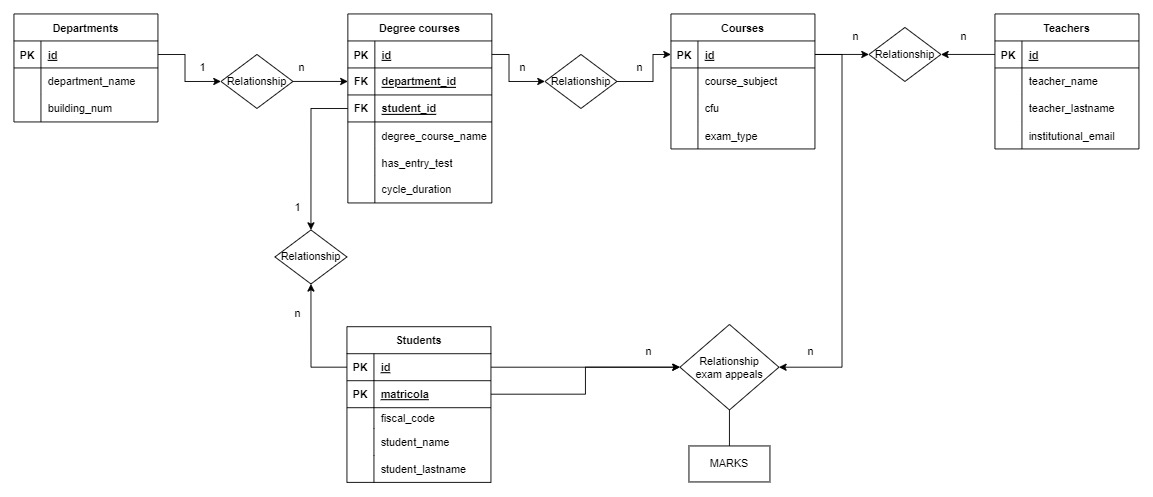 Departments
PK id
department_name
building_num
1
Relationship
n
Degree courses
PK id
FK department_id
FK student_id
degree_course_name
has_entry_test
cycle_duration
n
Relationship
n
Courses
PK id
course_subject
cfu
exam_type
n
Relationship
n
Teachers
PK id
teacher_name
teacher_lastname
institutional_email
1
Relationship
n
Students
PK id
PK matricola
fiscal_code
student_name
student_lastname
n
Relationship
exam appeals
n
MARKS